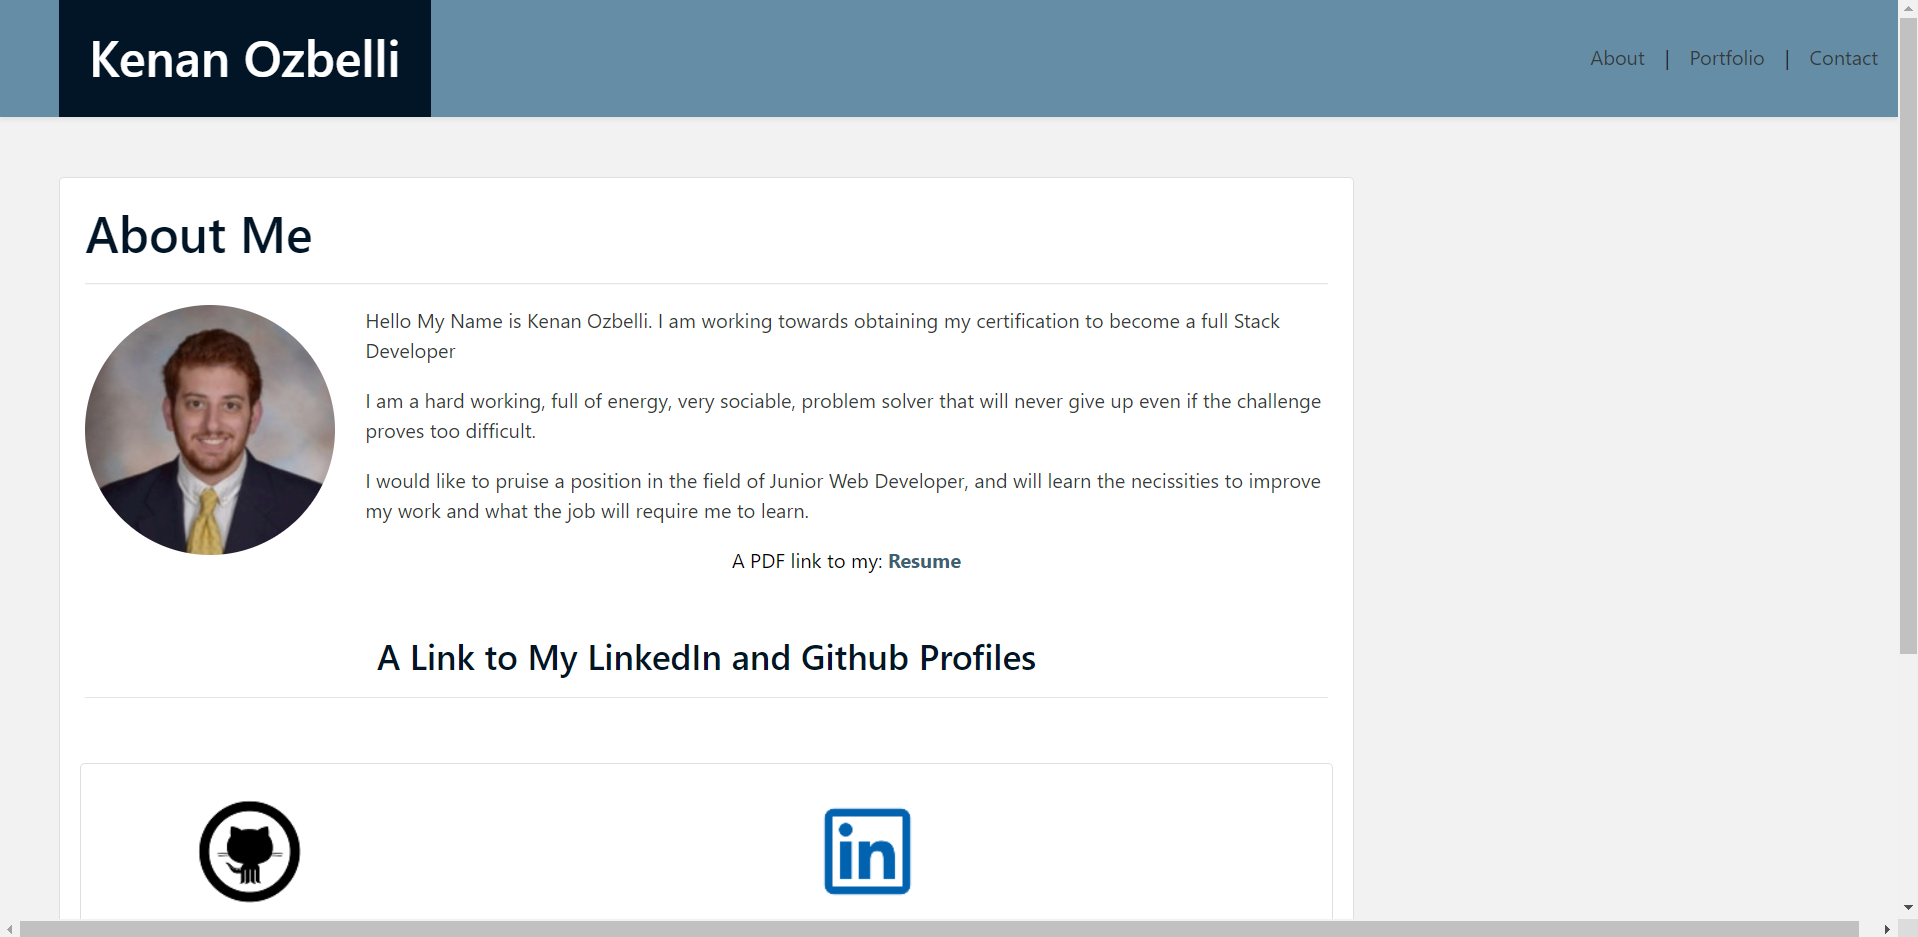 Kenan Ozbelli
About | Portfolio | Contact
About Me
Hello My Name is Kenan Ozbelli. I am working towards obtaining my certification to become a full Stack
Developer
I am a hard working, full of energy, very sociable, problem solver that will never give up even if the challenge
proves too difficult.
I would like to pruise a position in the field of Junior Web Developer, and will learn the necissities to improve
my work and what the job will require me to learn.
A PDF link to my: Resume
A Link to My LinkedIn and Github Profiles
in